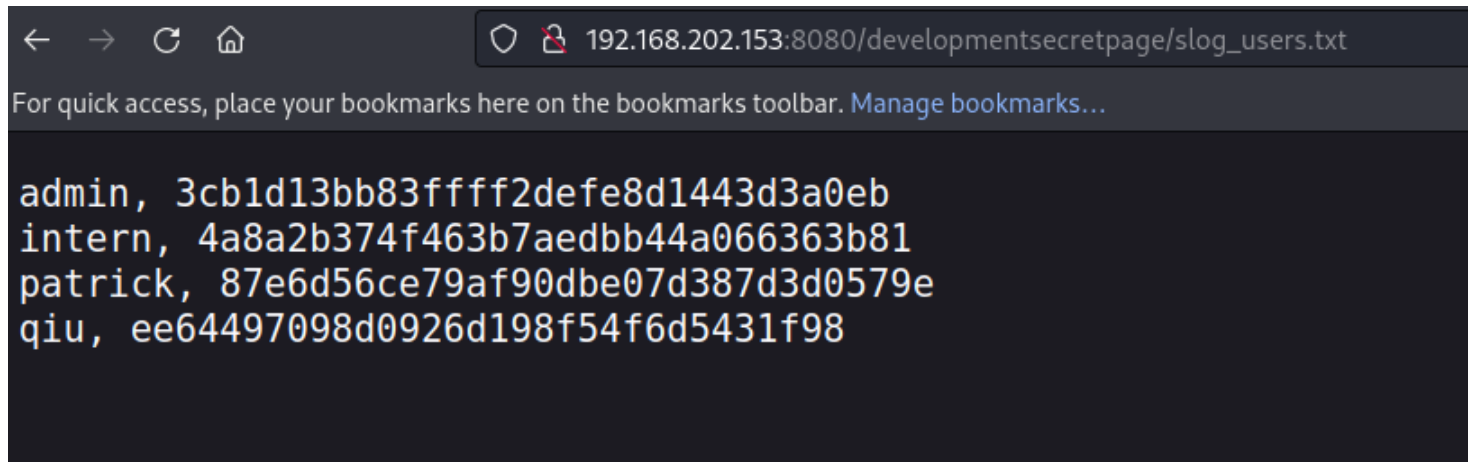 192.168.202.153:8080/developmentsecretpage/slog_users.txt
For quick access, place your bookmarks here on the bookmarks toolbar. Manage bookmarks...
admin, 3cb1d13bb83ffff2defe8d1443d3a0eb
intern, 4a8a2b374f463b7aedbb44a066363b81
patrick, 87e6d56ce79af90dbe07d387d3d0579e
qiu, ee64497098d0926d198f54f6d5431f98